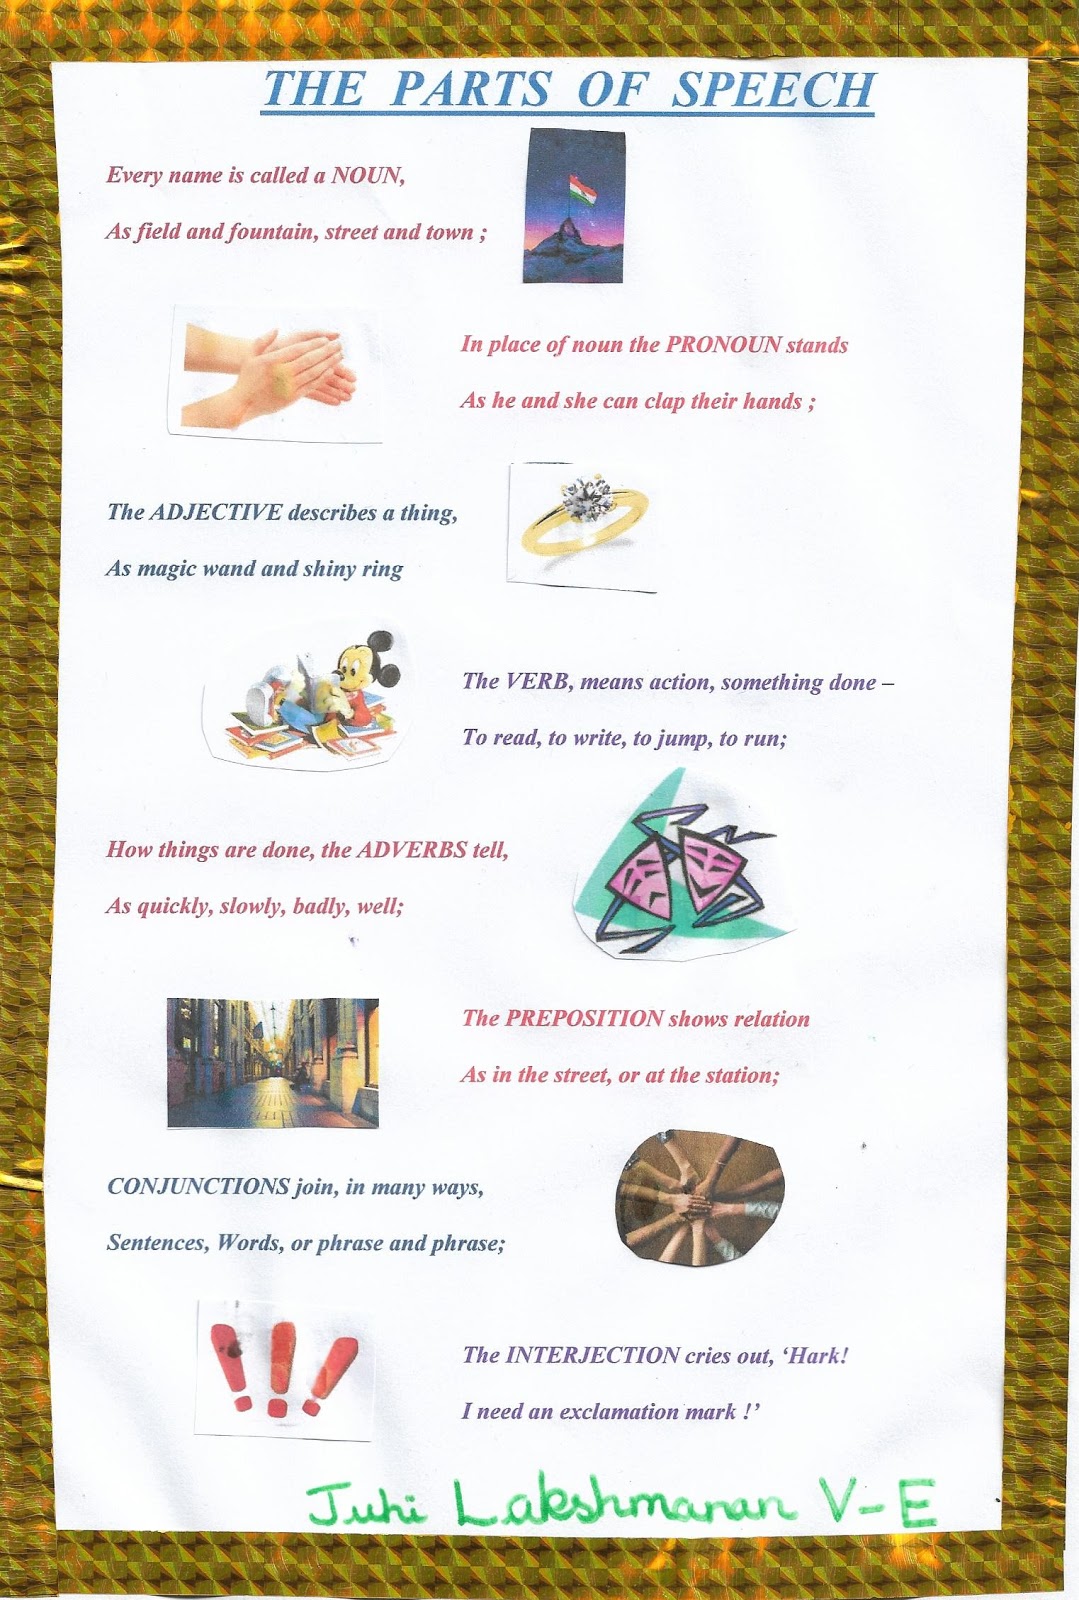 THE PARTS OF SPEECH
Every name is called a NOUN,
As field and fountain, street and town ;
In place of noun the PRONOUN stands
As he and she can clap their hands ;
The ADJECTIVE describes a thing,
As magic wand and shiny ring
The VERB, means action, something done –
To read, to write, to jump, to run;
How things are done, the ADVERBS tell,
As quickly, slowly, badly, well;
The PREPOSITION shows relation
As in the street, or at the station;
CONJUNCTIONS join, in many ways,
Sentences, Words, or phrase and phrase;
The INTERJECTION cries out, ‘Hark!
I need an exclamation mark !’
Juhi Lakshmanan V-E